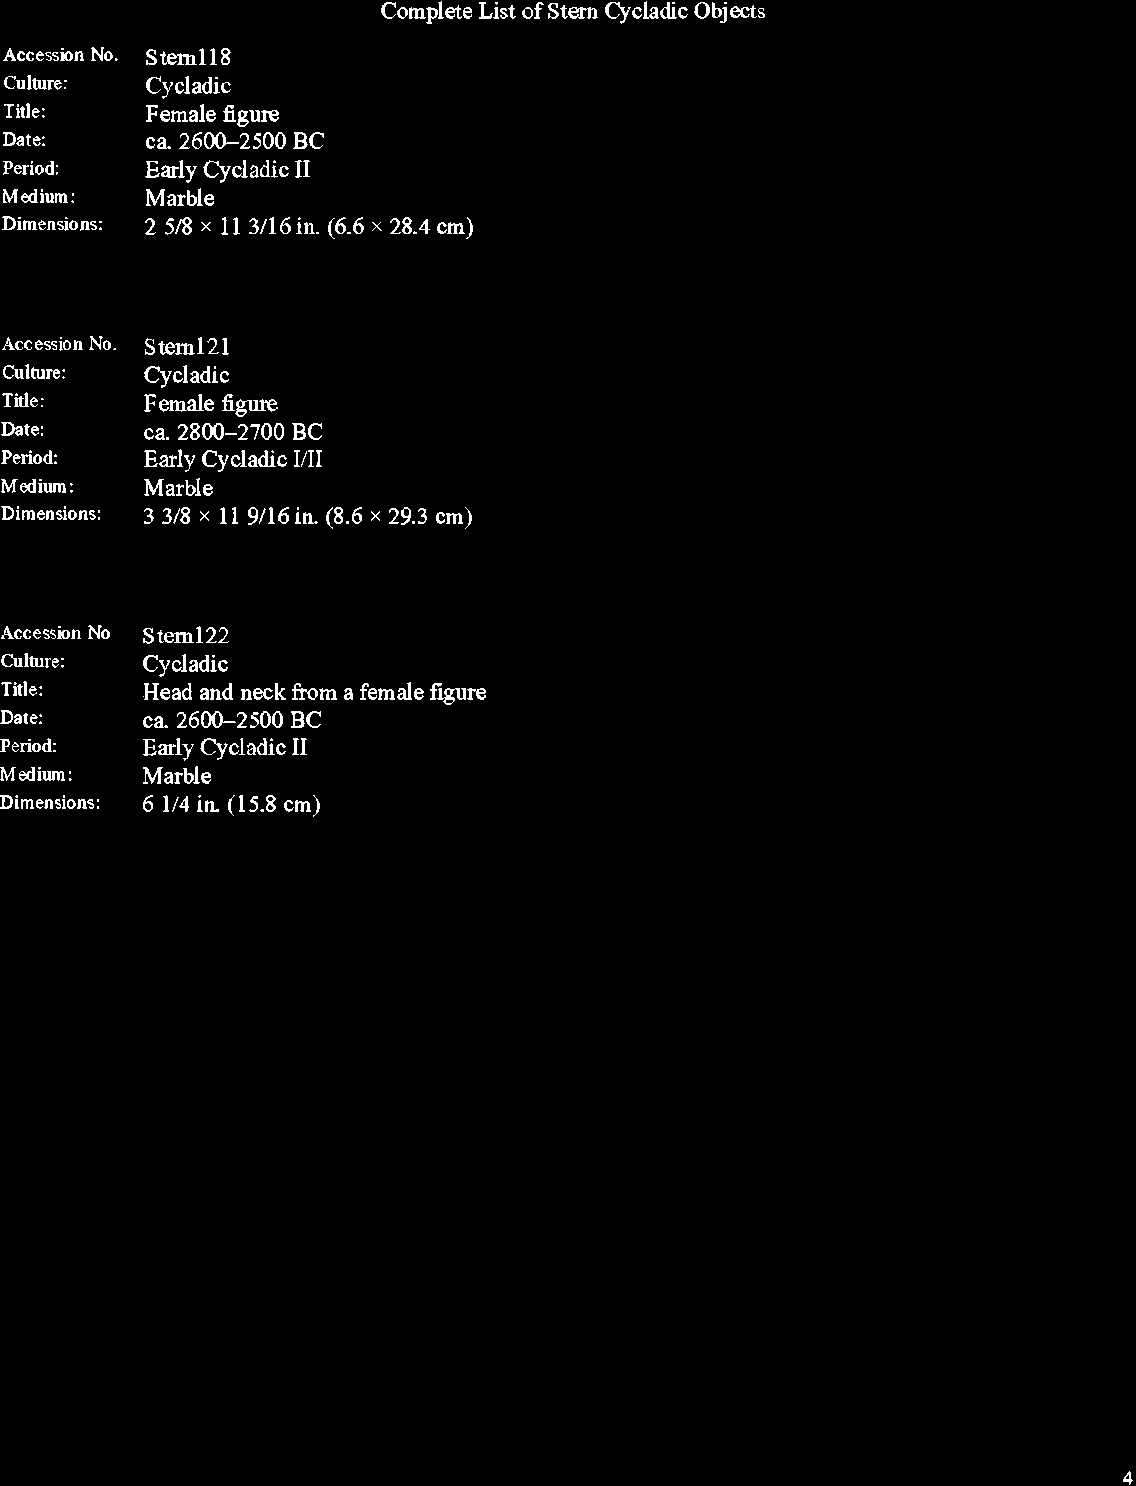 Complete List of Stern Cycladic Objects
Accession No. Stern118
Culture: Cycladic
Title: Female figure
Date: ca. 2600–2500 BC
Period: Early Cycladic II
Medium: Marble
Dimensions: 2 5/8 × 11 3/16 in. (6.6 × 28.4 cm)
Accession No. Stern121
Culture: Cycladic
Title: Female figure
Date: ca. 2800–2700 BC
Period: Early Cycladic I/II
Medium: Marble
Dimensions: 3 3/8 × 11 9/16 in. (8.6 × 29.3 cm)
Accession No Stern122
Culture: Cycladic
Title: Head and neck from a female figure
Date: ca. 2600–2500 BC
Period: Early Cycladic II
Medium: Marble
Dimensions: 6 1/4 in. (15.8 cm)
4